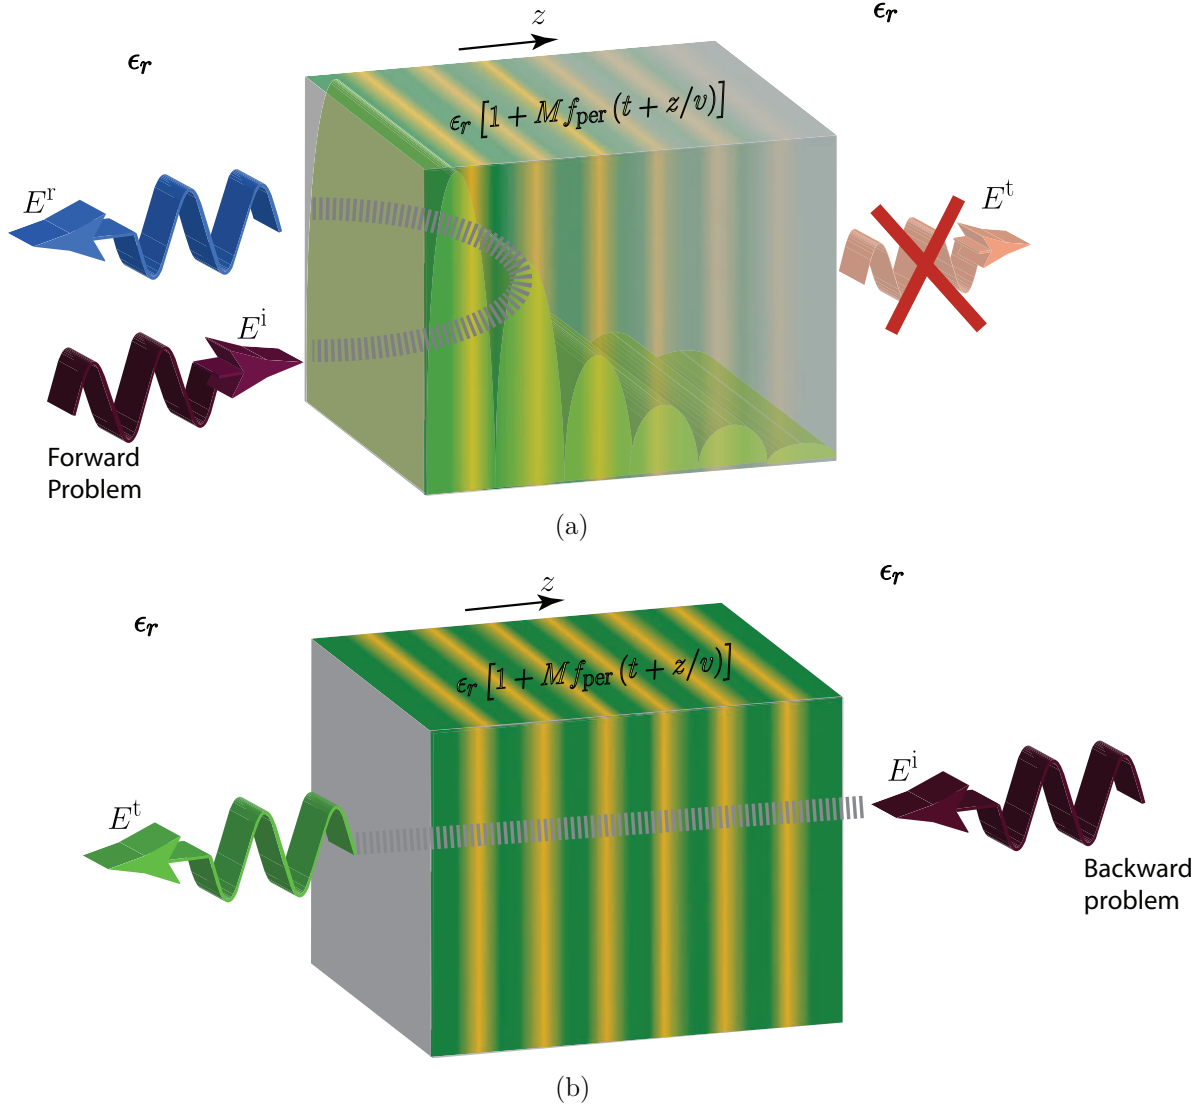 z
ϵr
ϵr
ϵr [1 + M fper (t + z/v)]
Er
Et
Ei
Forward
Problem
(a)
z
ϵr
ϵr
ϵr [1 + M fper (t + z/v)]
Ei
Et
Backward
problem
(b)